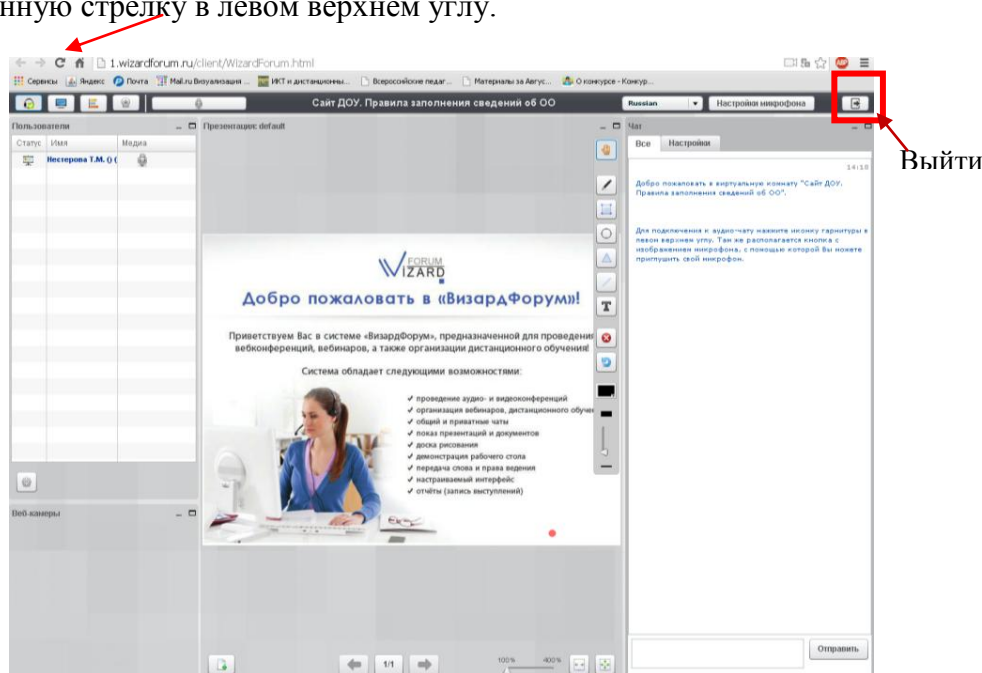 нную стрелку в левом верхнем углу.
1.wizardforum.ru/client/WizardForum.html
Сервисы Яндекс Почта Mail.ru Визуализация ... ИКТ и дистанционны... Всероссийские педаг... Материалы за Авгус... О конкурсе - Конкур...
Сайт ДОУ. Правила заполнения сведений об ОО
Russian
Настройки микрофона
Выйти
Пользователи
Статус Имя Медиа
Нестерова Т.М. () (
Веб-камеры
Презентация: default
FORUM
WIZARD
Добро пожаловать в «ВизардФорум»!
Приветствуем Вас в системе «ВизардФорум», предназначенной для проведени
вебконференций, вебинаров, а также организации дистанционного обучения!
Система обладает следующими возможностями:
✓ проведение аудио- и видеоконференций
✓ организация вебинаров, дистанционного обуче
✓ общий и приватные чаты
✓ показ презентаций и документов
✓ доска рисования
✓ демонстрация рабочего стола
✓ передача слова и права ведения
✓ настраиваемый интерфейс
✓ отчёты (запись выступлений)
T
1/1
100% 400%
Чат
Все Настройки
14:10
Добро пожаловать в виртуальную комнату "Сайт ДОУ.
Правила заполнения сведений об ОО".
Для подключения к аудио-чату нажмите иконку гарнитуры в
левом верхнем углу. Там же располагается кнопка с
изображением микрофона, с помощью которой Вы можете
приглушить свой микрофон.
Отправить